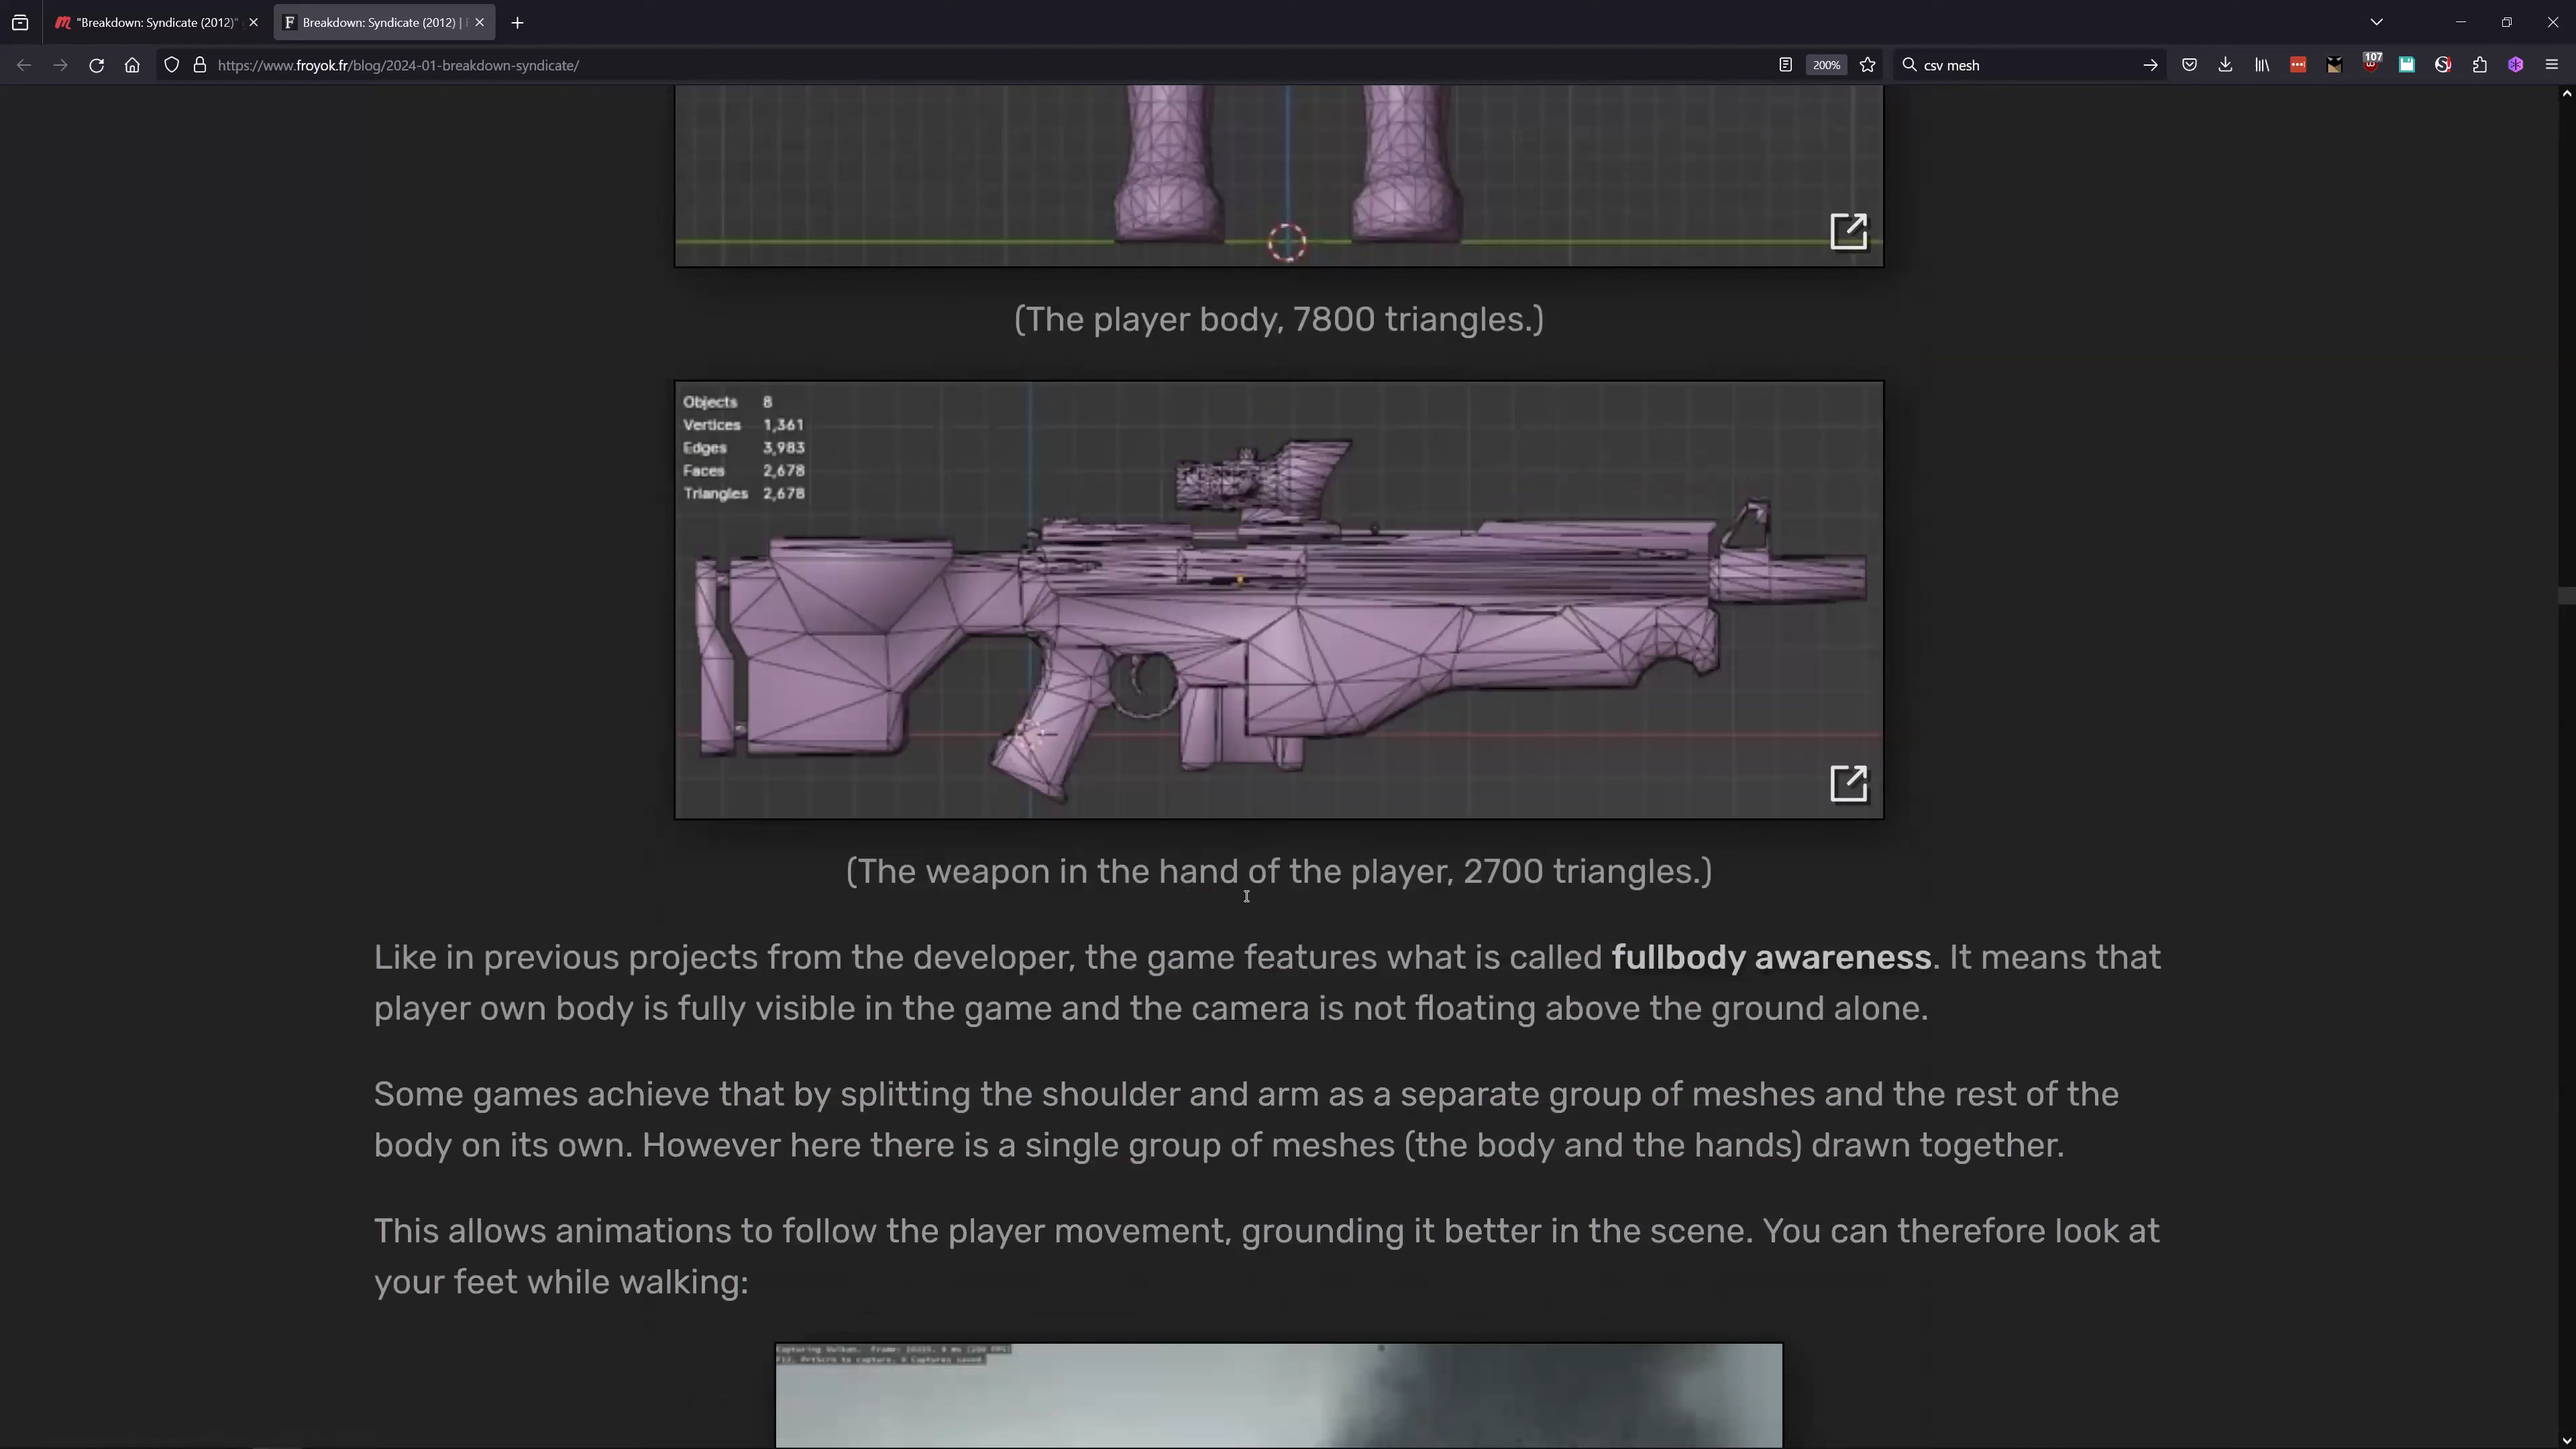 "Breakdown: Syndicate (2012)"
Breakdown: Syndicate (2012) |
https://www.froyok.fr/blog/2024-01-breakdown-syndicate/
200%
csv mesh
107
(The player body, 7800 triangles.)
Objects 8
Vertices 1,361
Edges 3,983
Faces 2,678
Triangles 2,678
(The weapon in the hand of the player, 2700 triangles.)
Like in previous projects from the developer, the game features what is called fullbody awareness. It means that
player own body is fully visible in the game and the camera is not floating above the ground alone.
Some games achieve that by splitting the shoulder and arm as a separate group of meshes and the rest of the
body on its own. However here there is a single group of meshes (the body and the hands) drawn together.
This allows animations to follow the player movement, grounding it better in the scene. You can therefore look at
your feet while walking: